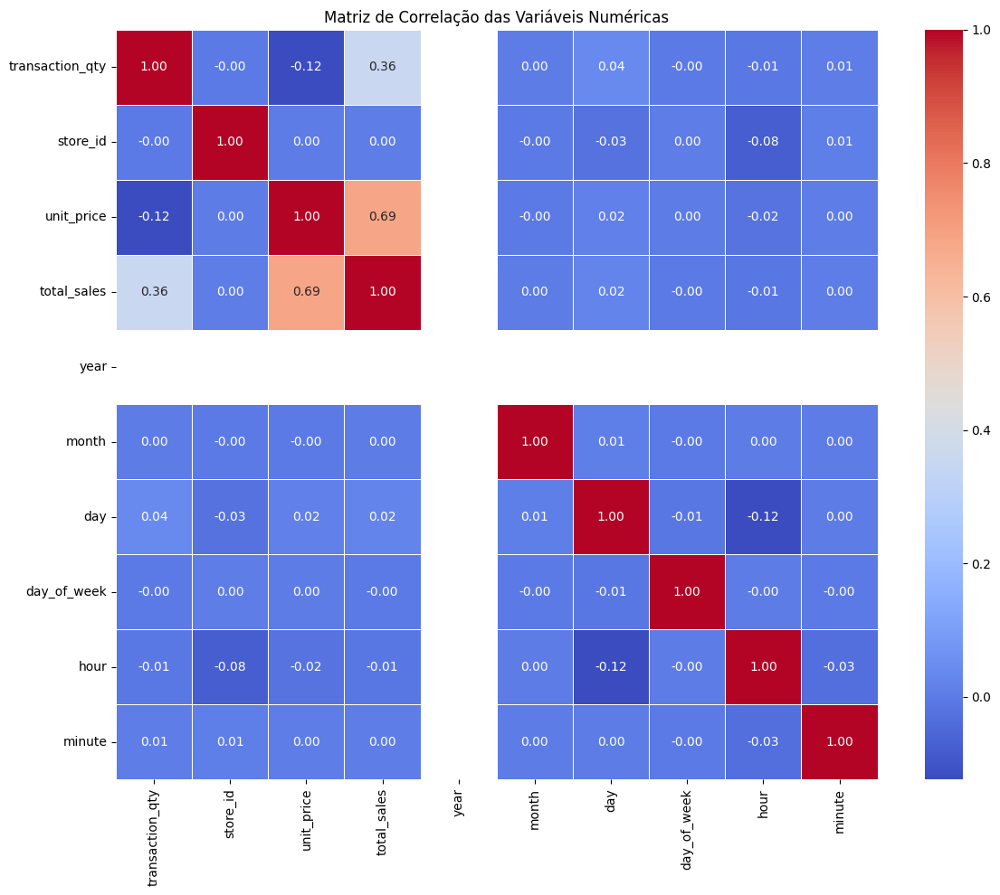 Matriz de Correlação das Variáveis Numéricas
transaction_qty 1.00 -0.00 -0.12 0.36 0.00 0.04 -0.00 -0.01 0.01
store_id -0.00 1.00 0.00 0.00 -0.00 -0.03 0.00 -0.08 0.01
unit_price -0.12 0.00 1.00 0.69 -0.00 0.02 0.00 -0.02 0.00
total_sales 0.36 0.00 0.69 1.00 0.00 0.02 -0.00 -0.01 0.00
year
month 0.00 -0.00 -0.00 0.00 1.00 0.01 -0.00 0.00 0.00
day 0.04 -0.03 0.02 0.02 0.01 1.00 -0.01 -0.12 0.00
day_of_week -0.00 0.00 0.00 -0.00 -0.00 -0.01 1.00 -0.00 -0.00
hour -0.01 -0.08 -0.02 -0.01 0.00 -0.12 -0.00 1.00 -0.03
minute 0.01 0.01 0.00 0.00 0.00 0.00 -0.00 -0.03 1.00
transaction_qty store_id unit_price total_sales year month day day_of_week hour minute
1.0
0.8
0.6
0.4
0.2
0.0